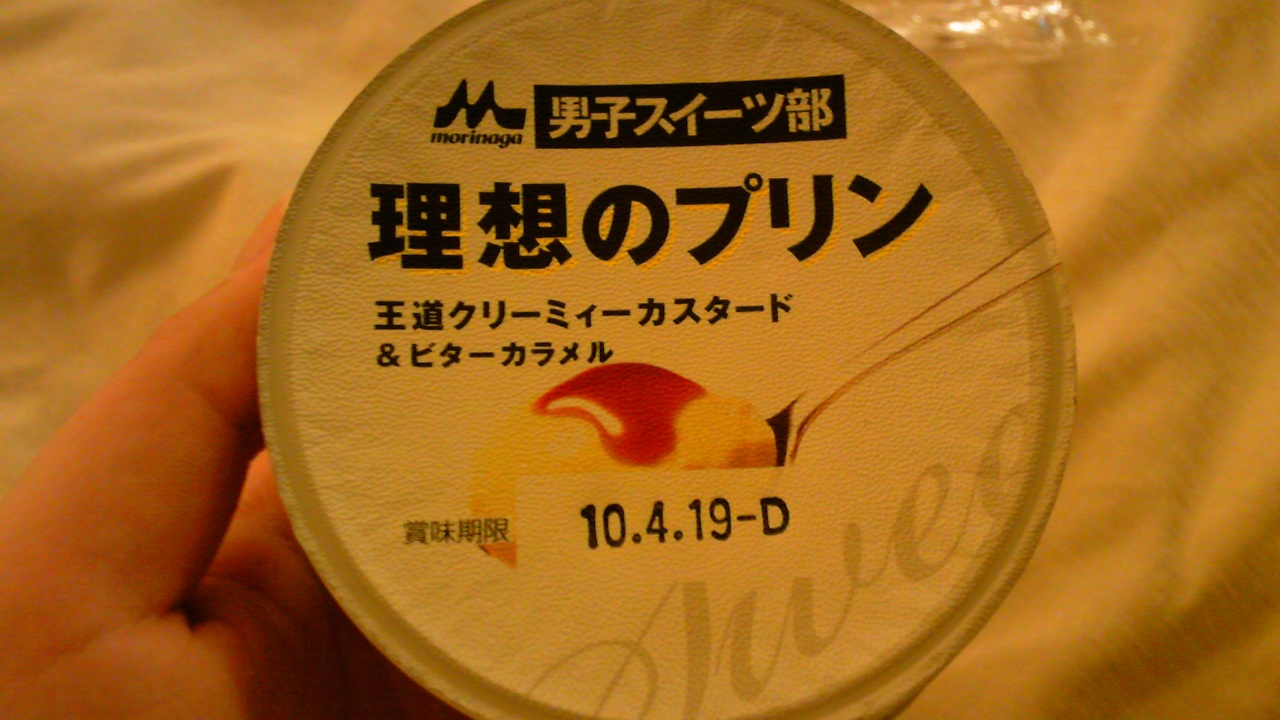 morinaga 男子スイーツ部
理想のプリン
王道クリーミィーカスタード
&ビターカラメル
賞味期限 10.4.19-D
Swee